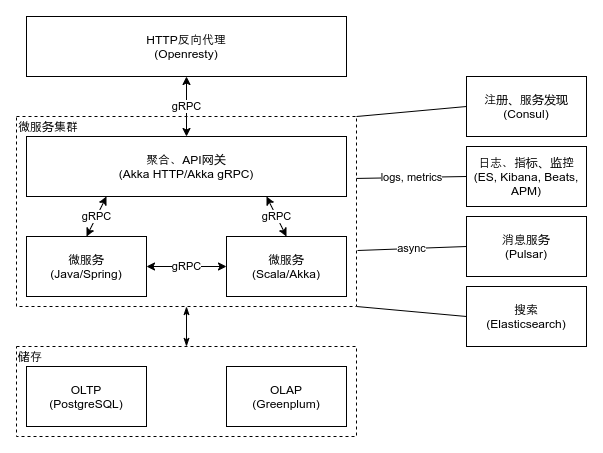 HTTP反向代理
(Openresty)
gRPC
微服务集群
聚合、API网关
(Akka HTTP/Akka gRPC)
gRPC
gRPC
微服务
(Java/Spring)
gRPC
微服务
(Scala/Akka)
储存
OLTP
(PostgreSQL)
OLAP
(Greenplum)
注册、服务发现
(Consul)
logs, metrics
日志、指标、监控
(ES, Kibana, Beats,
APM)
async
消息服务
(Pulsar)
搜索
(Elasticsearch)